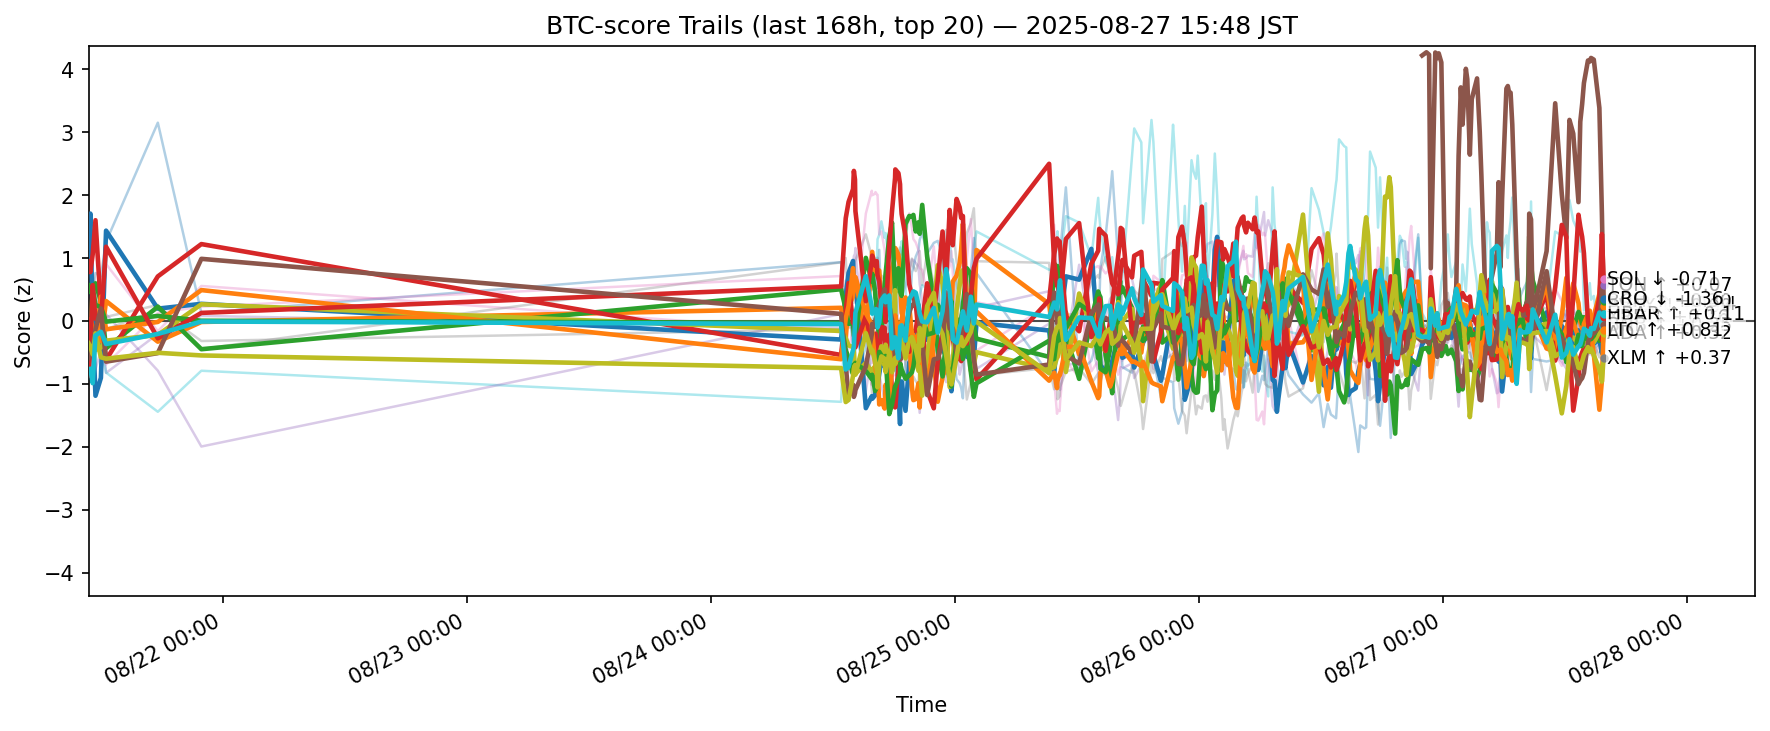 BTC-score Trails (last 168h, top 20) — 2025-08-27 15:48 JST
Score (z)
4
3
2
1
0
−1
−2
−3
−4
SOL ↓ -0.71
CRO ↓ -1.36
HBAR ↑ +0.11
LTC ↑ +0.81
XLM ↑ +0.37
08/22 00:00
08/23 00:00
08/24 00:00
08/25 00:00
08/26 00:00
08/27 00:00
08/28 00:00
Time